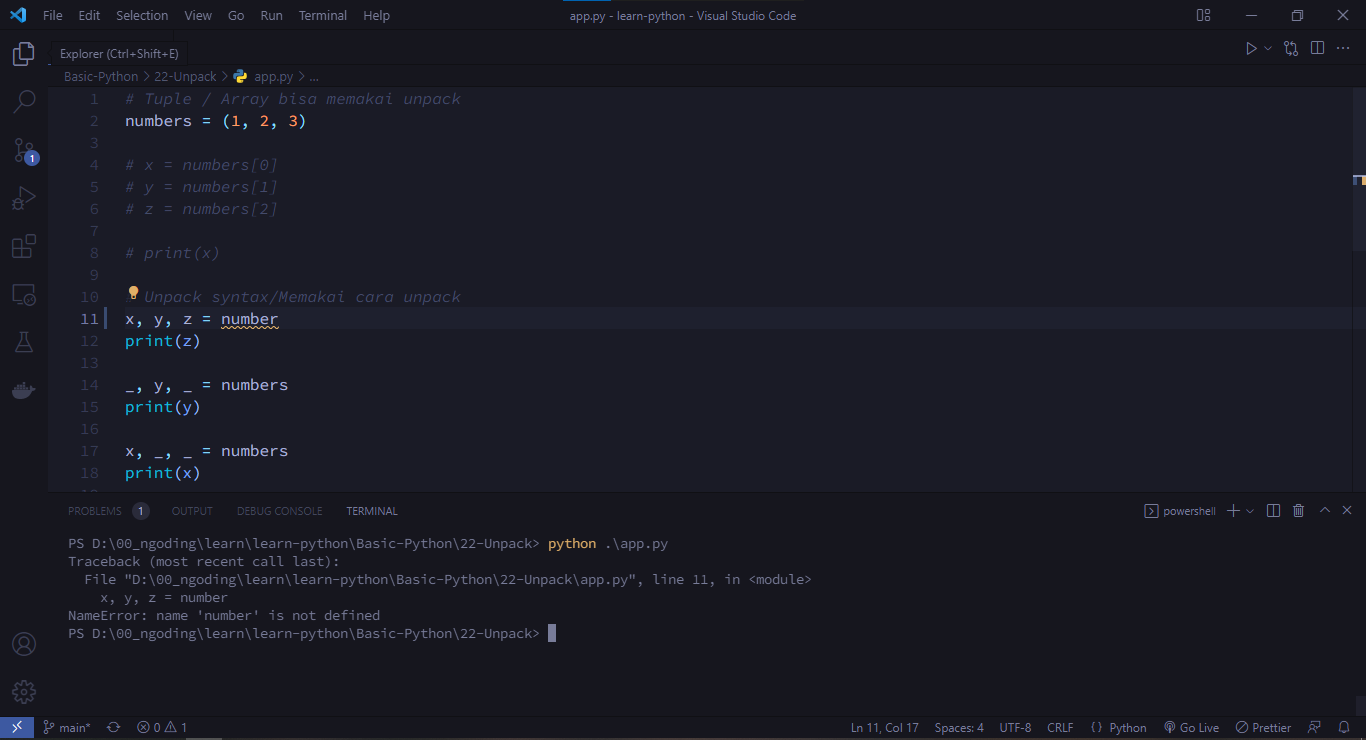 File Edit Selection View Go Run Terminal Help app.py - learn-python - Visual Studio Code
Explorer (Ctrl+Shift+E)
Basic-Python > 22-Unpack > app.py > ...
1 # Tuple / Array bisa memakai unpack
2 numbers = (1, 2, 3)
3
4 # x = numbers[0]
5 # y = numbers[1]
6 # z = numbers[2]
7
8 # print(x)
9
10 Unpack syntax/Memakai cara unpack
11 x, y, z = number
12 print(z)
13
14 _, y, _ = numbers
15 print(y)
16
17 x, _, _ = numbers
18 print(x)
1
PROBLEMS 1 OUTPUT DEBUG CONSOLE TERMINAL powershell
PS D:\00_ngoding\learn\learn-python\Basic-Python\22-Unpack> python .\app.py
Traceback (most recent call last):
File "D:\00_ngoding\learn\learn-python\Basic-Python\22-Unpack\app.py", line 11, in <module>
x, y, z = number
NameError: name 'number' is not defined
PS D:\00_ngoding\learn\learn-python\Basic-Python\22-Unpack>
main* 0 1 Ln 11, Col 17 Spaces: 4 UTF-8 CRLF {} Python Go Live Prettier